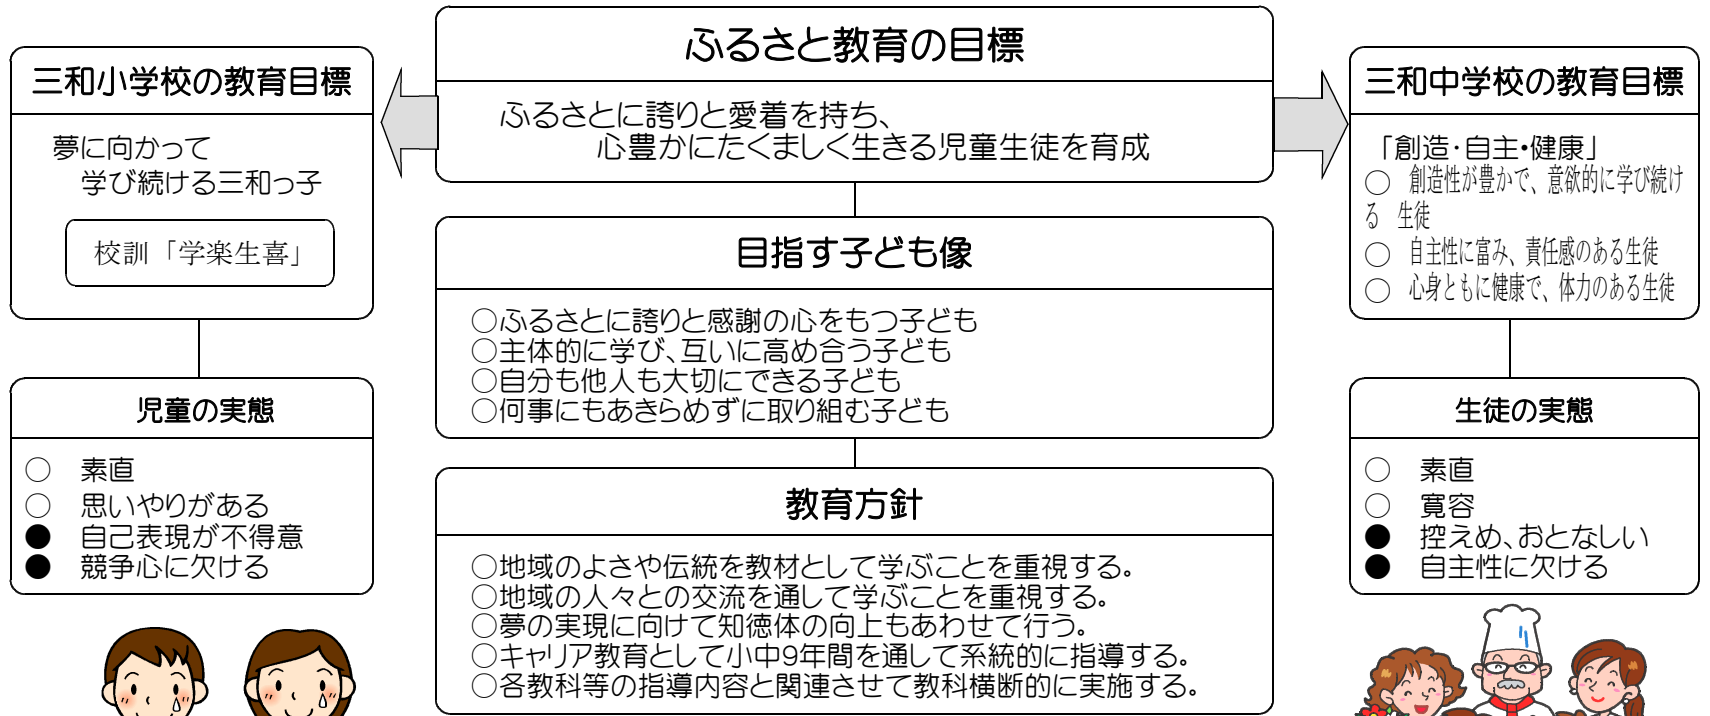 ふるさと教育の目標
ふるさとに誇りと愛着を持ち、
心豊かにたくましく生きる児童生徒を育成
三和小学校の教育目標
夢に向かって
学び続ける三和っ子
校訓「学楽生喜」
三和中学校の教育目標
「創造・自主・健康」
○　創造性が豊かで、意欲的に学び続け
る　生徒
○　自主性に富み、責任感のある生徒
○　心身ともに健康で、体力のある生徒
目指す子ども像
○ふるさとに誇りと感謝の心をもつ子ども
○主体的に学び、互いに高め合う子ども
○自分も他人も大切にできる子ども
○何事にもあきらめずに取り組む子ども
児童の実態
○　素直
○　思いやりがある
●　自己表現が不得意
●　競争心に欠ける
生徒の実態
○　素直
○　寛容
●　控えめ、おとなしい
●　自主性に欠ける
教育方針
○地域のよさや伝統を教材として学ぶことを重視する。
○地域の人々との交流を通して学ぶことを重視する。
○夢の実現に向けて知徳体の向上もあわせて行う。
○キャリア教育として小中9年間を通して系統的に指導する。
○各教科等の指導内容と関連させて教科横断的に実施する。